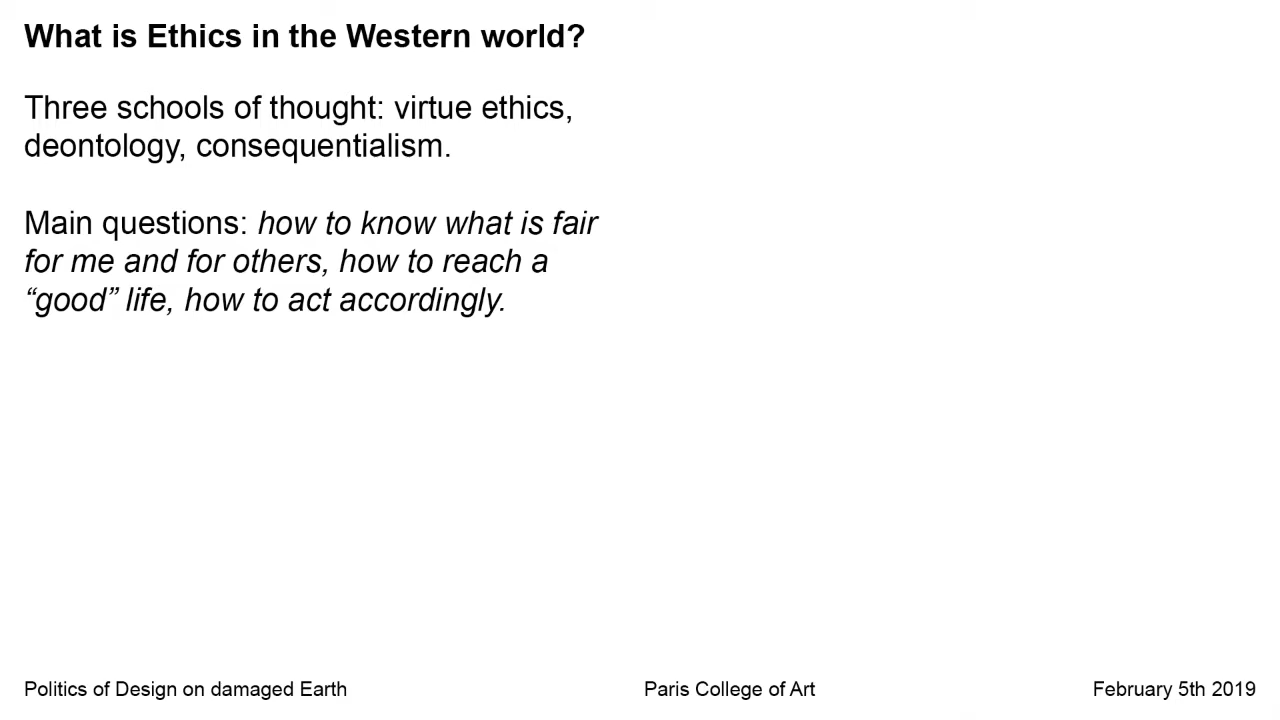 What is Ethics in the Western world?
Three schools of thought: virtue ethics,
deontology, consequentialism.
Main questions: how to know what is fair
for me and for others, how to reach a
“good” life, how to act accordingly.
Politics of Design on damaged Earth
Paris College of Art
February 5th 2019